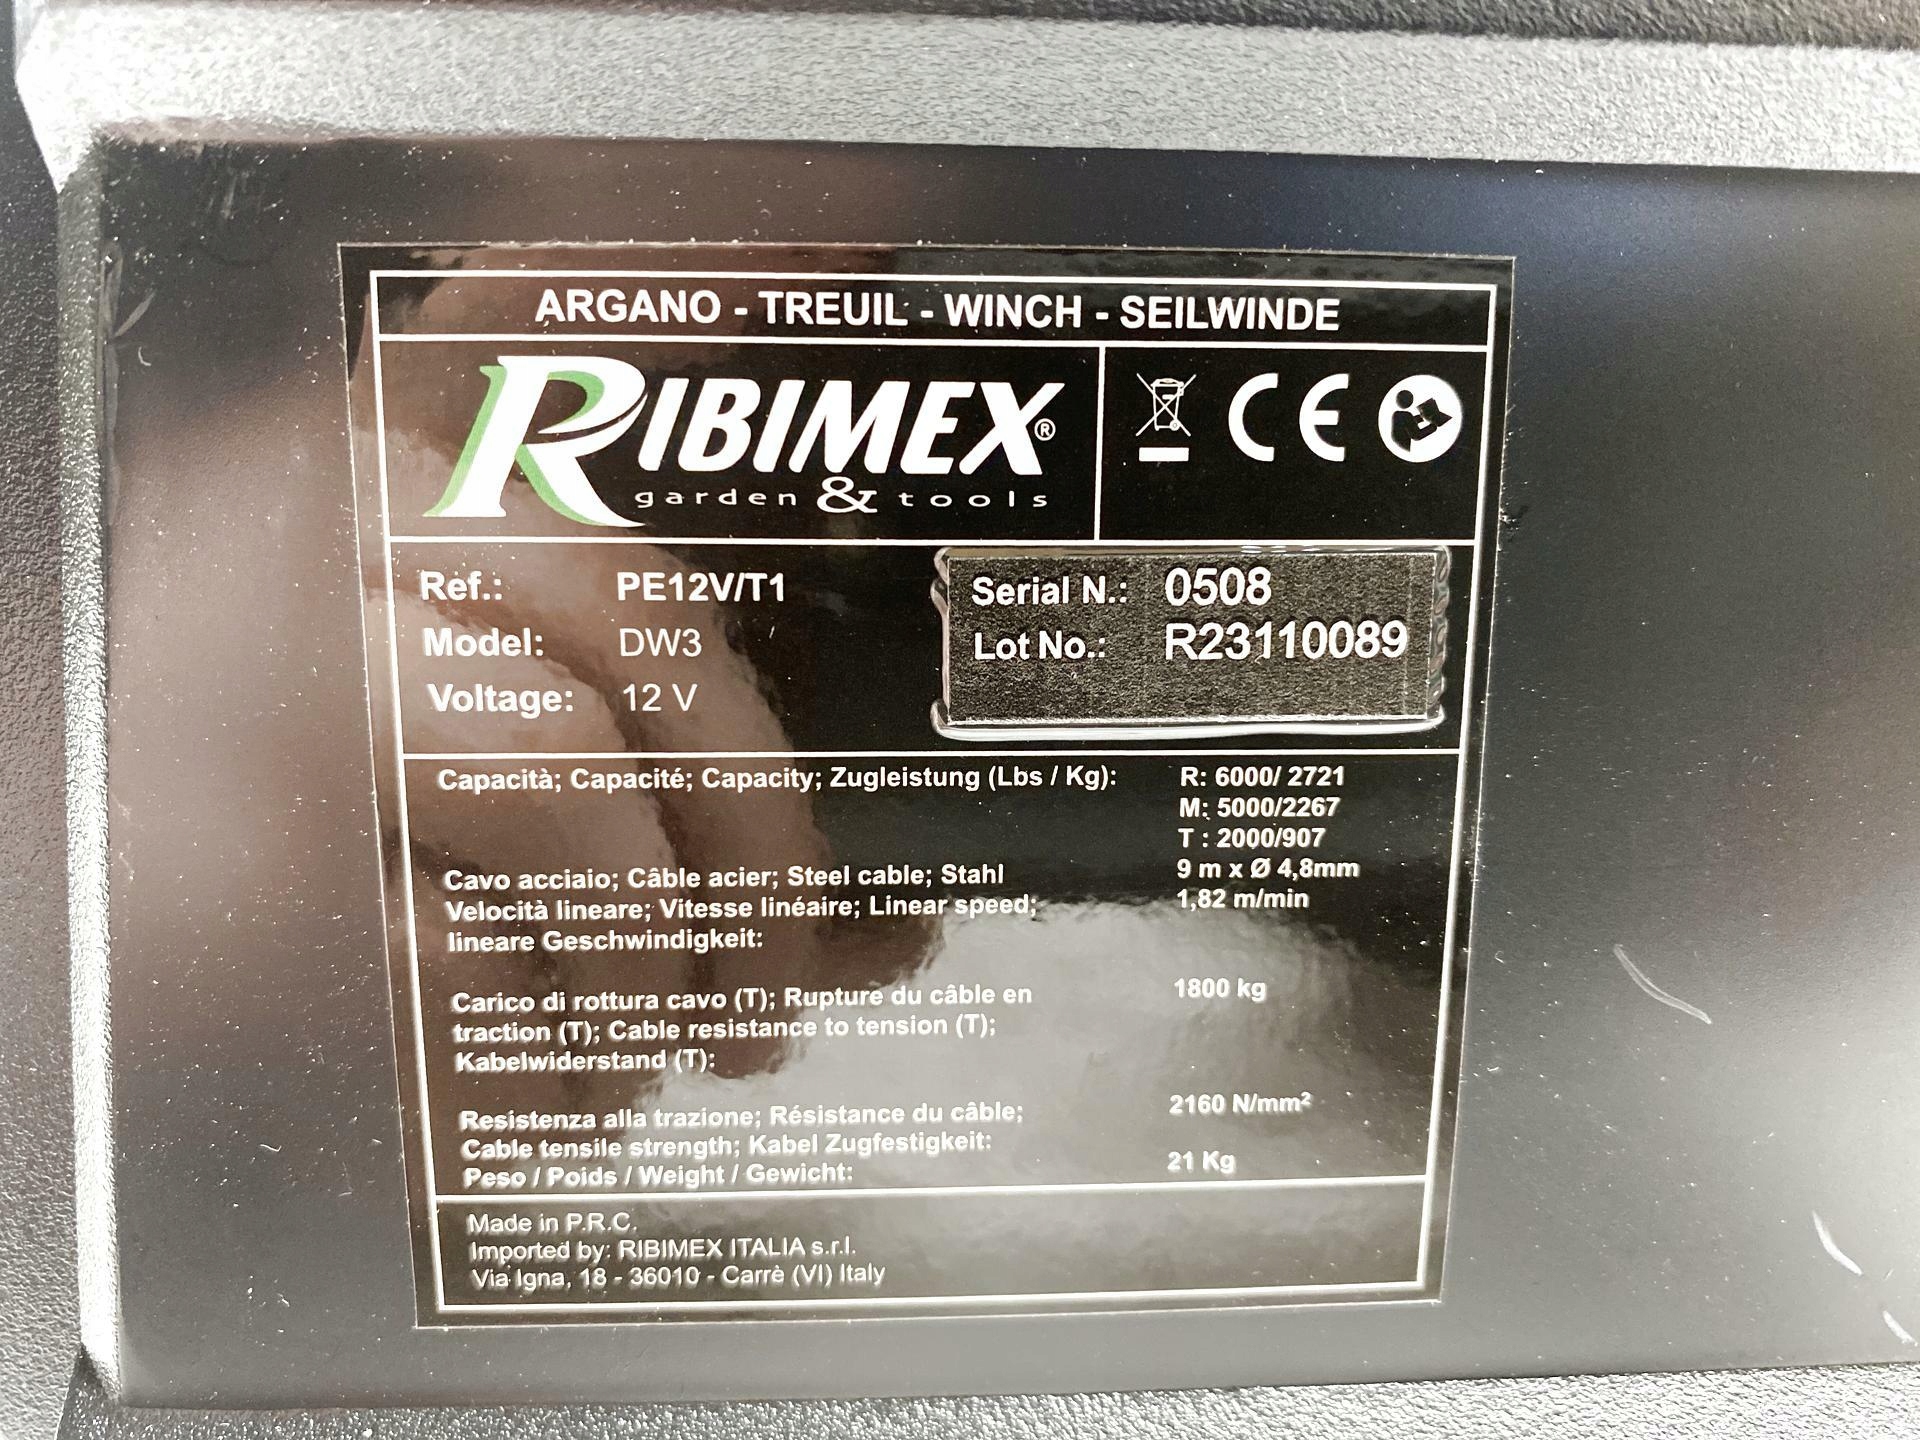 ARGANO - TREUIL - WINCH - SEILWINDE
RIBIMEX®
garden & tools
CE
Ref.: PE12V/T1
Model: DW3
Voltage: 12 V
Serial N.: 0508
Lot No.: R23110089
Capacità; Capacité; Capacity; Zugleistung (Lbs / Kg): R: 6000/ 2721
M: 5000/2267
T : 2000/907
Cavo acciaio; Câble acier; Steel cable; Stahl 9 m x Ø 4,8mm
Velocità lineare; Vitesse linéaire; Linear speed; 1,82 m/min
lineare Geschwindigkeit:
Carico di rottura cavo (T); Rupture du câble en 1800 kg
traction (T); Cable resistance to tension (T);
Kabelwiderstand (T):
Resistenza alla trazione; Résistance du câble; 2160 N/mm²
Cable tensile strength; Kabel Zugfestigkeit:
Peso / Poids / Weight / Gewicht: 21 Kg
Made in P.R.C.
Imported by: RIBIMEX ITALIA s.r.l.
Via Igna, 18 - 36010 - Carrè (VI) Italy